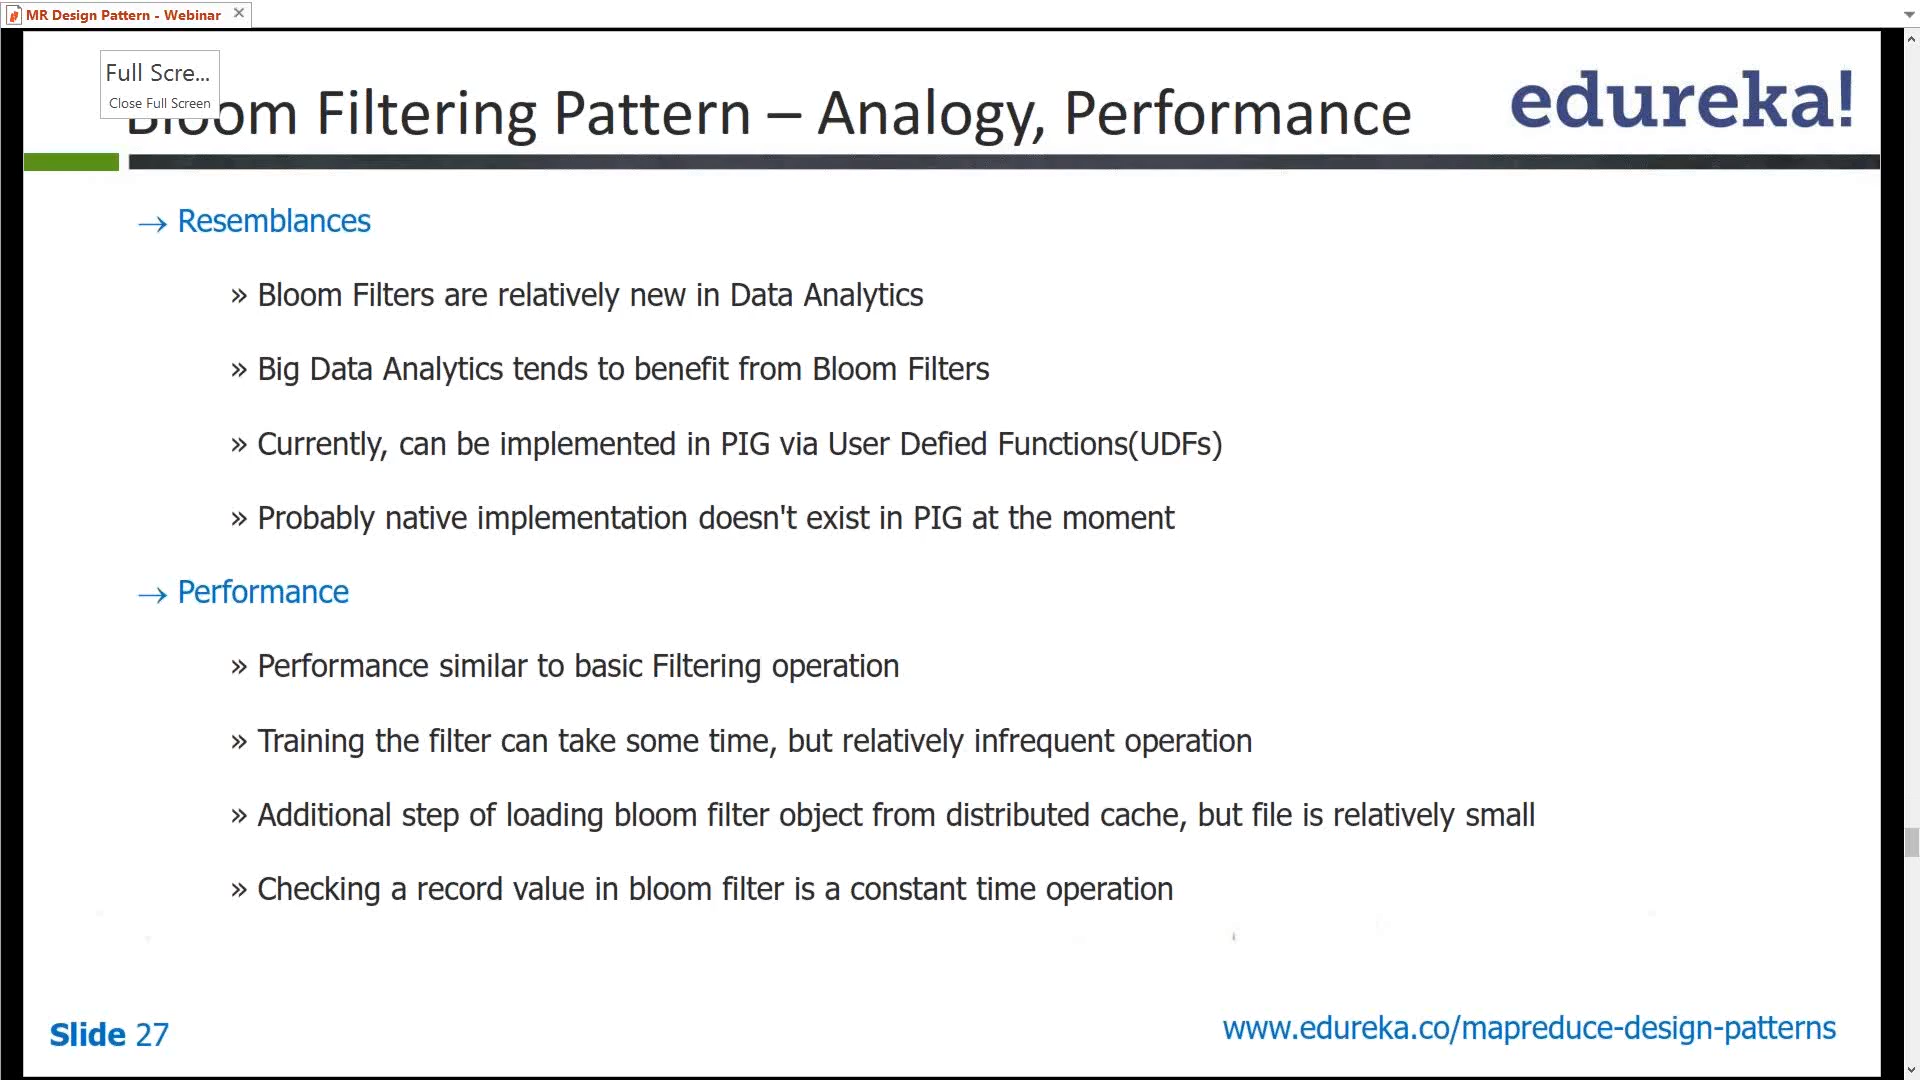 MR Design Pattern - Webinar
Full Scre...
Close Full Screen
Bloom Filtering Pattern – Analogy, Performance
edureka!
→ Resemblances
» Bloom Filters are relatively new in Data Analytics
» Big Data Analytics tends to benefit from Bloom Filters
» Currently, can be implemented in PIG via User Defied Functions(UDFs)
» Probably native implementation doesn't exist in PIG at the moment
→ Performance
» Performance similar to basic Filtering operation
» Training the filter can take some time, but relatively infrequent operation
» Additional step of loading bloom filter object from distributed cache, but file is relatively small
» Checking a record value in bloom filter is a constant time operation
Slide 27
www.edureka.co/mapreduce-design-patterns